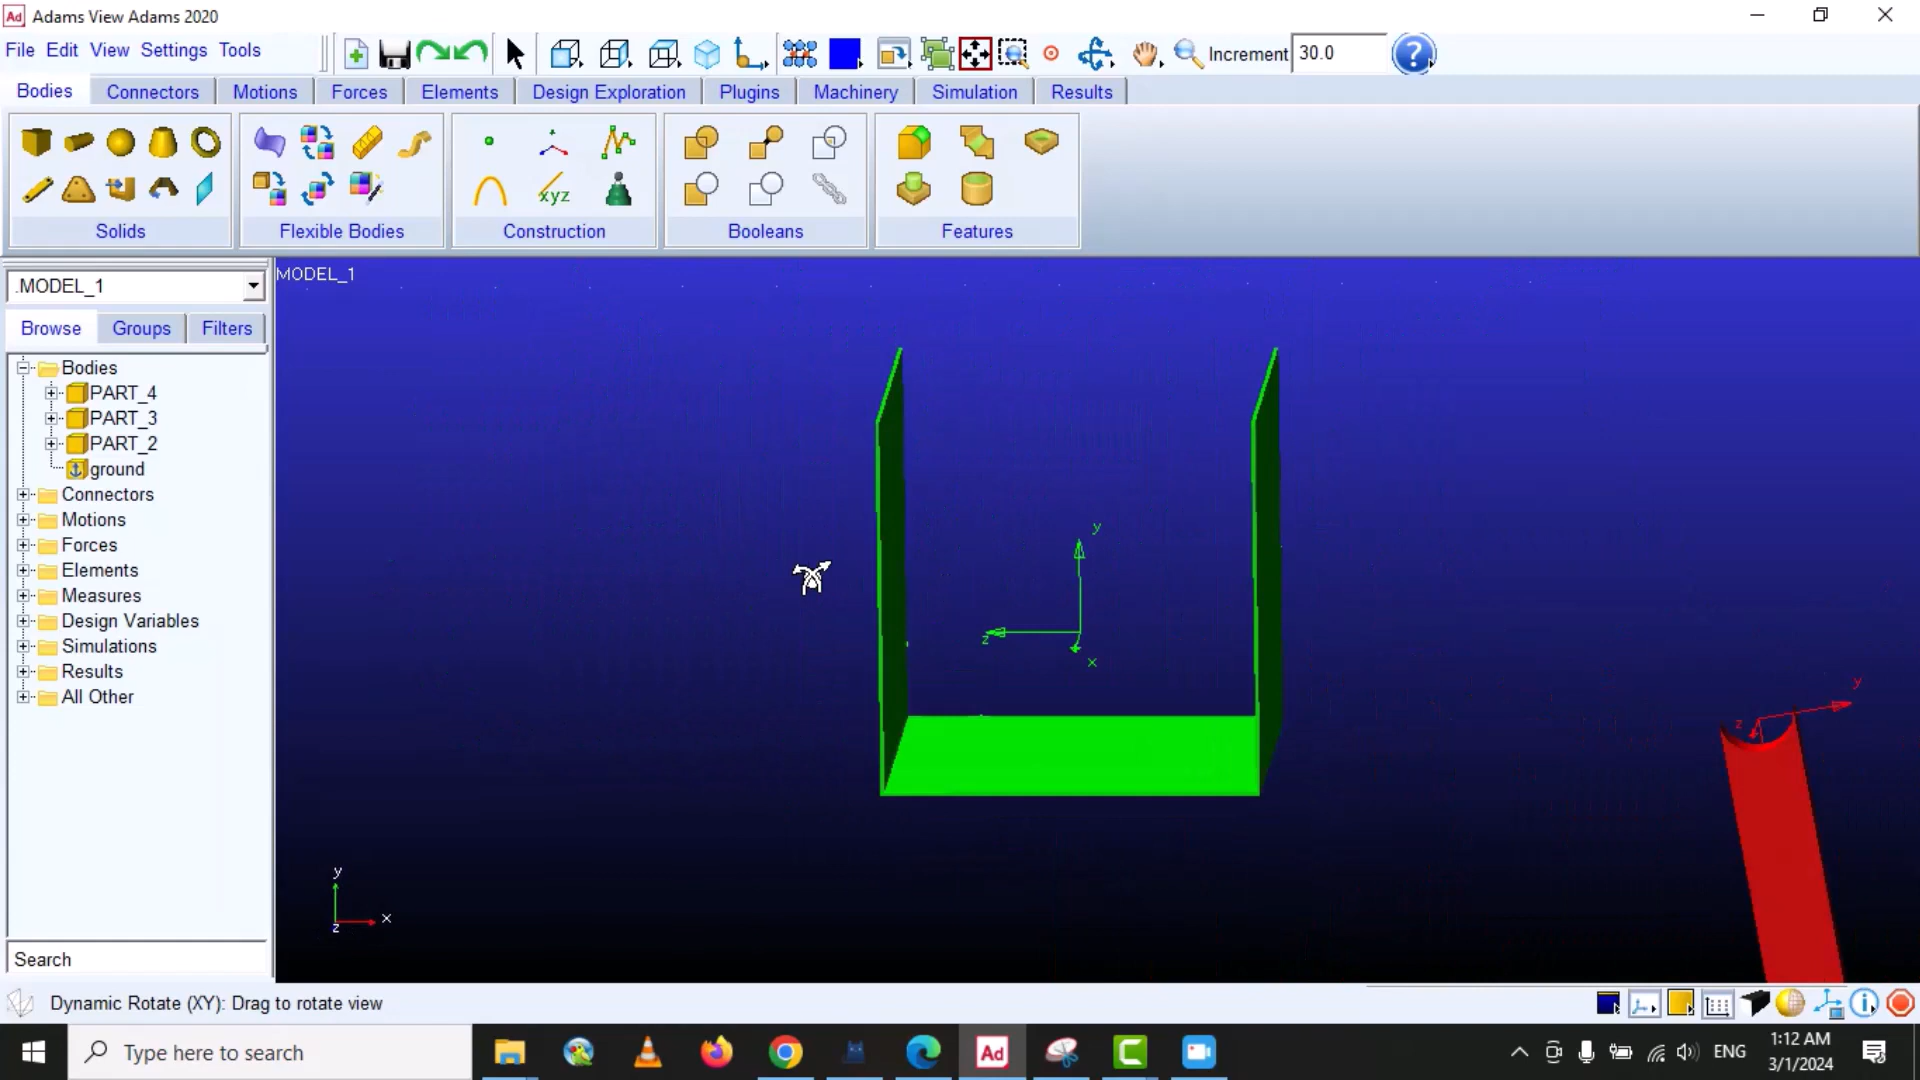 Adams View Adams 2020
File Edit View Settings Tools
Increment 30.0
Bodies Connectors Motions Forces Elements Design Exploration Plugins Machinery Simulation Results
xyz
Solids Flexible Bodies Construction Booleans Features
.MODEL_1
MODEL_1
Browse Groups Filters
Bodies
PART_4
PART_3
PART_2
ground
Connectors
Motions
Forces
Elements
Measures
Design Variables
Simulations
Results
All Other
y
z
x
y
z
y
x
z
Search
Dynamic Rotate (XY): Drag to rotate view
Type here to search
Ad
ENG
1:12 AM
3/1/2024